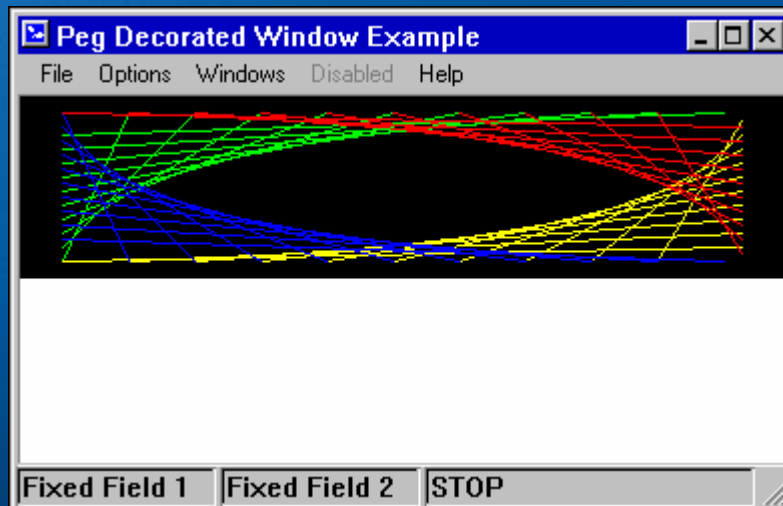 Peg Decorated Window Example
File Options Windows Disabled Help
Fixed Field 1 Fixed Field 2 STOP